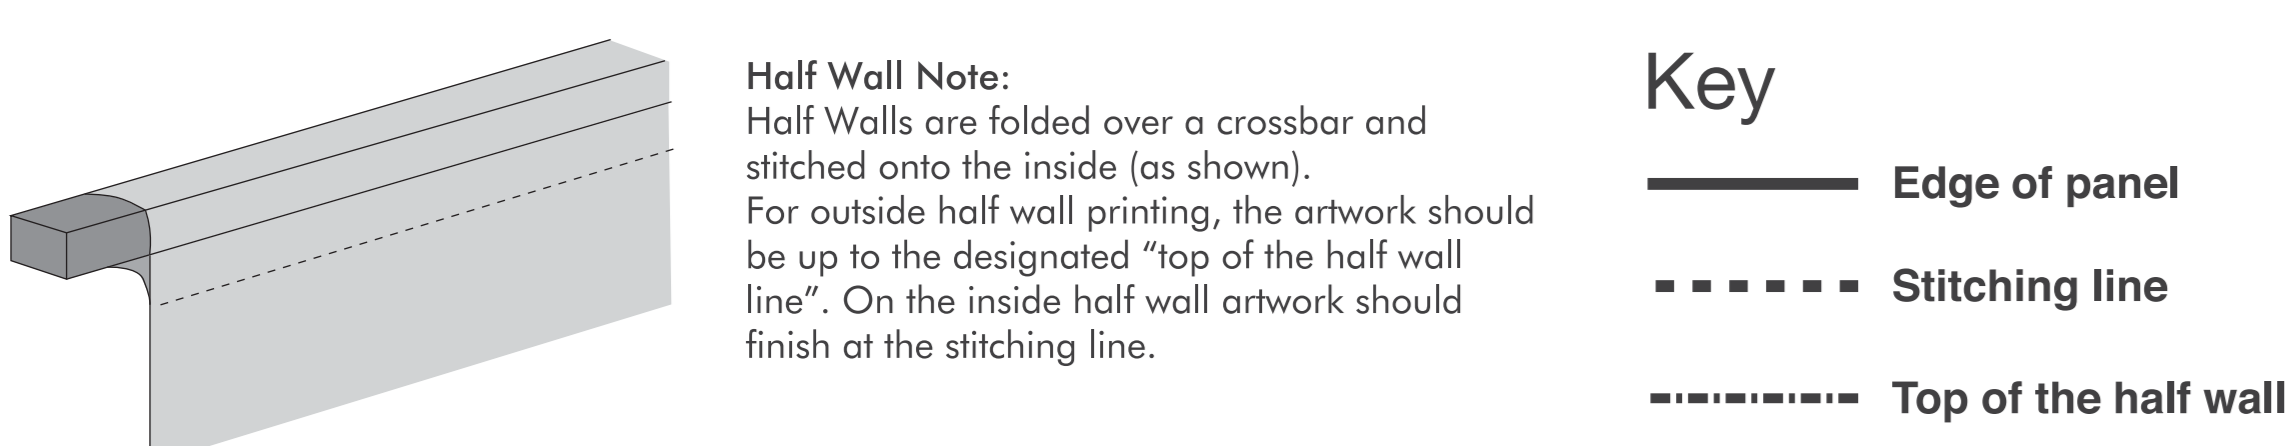 Half Wall Note:
Half Walls are folded over a crossbar and
stitched onto the inside (as shown).
For outside half wall printing, the artwork should
be up to the designated “top of the half wall
line”. On the inside half wall artwork should
finish at the stitching line.
Key
Edge of panel
Stitching line
Top of the half wall